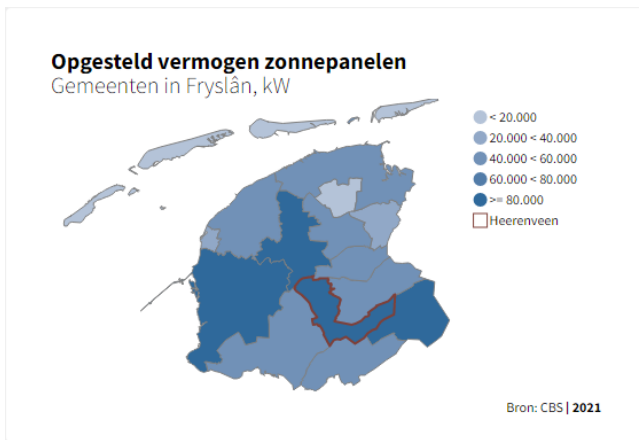 Opgesteld vermogen zonnepanelen
Gemeenten in Fryslân, kW
< 20.000
20.000 < 40.000
40.000 < 60.000
60.000 < 80.000
>= 80.000
Heerenveen
Bron: CBS | 2021